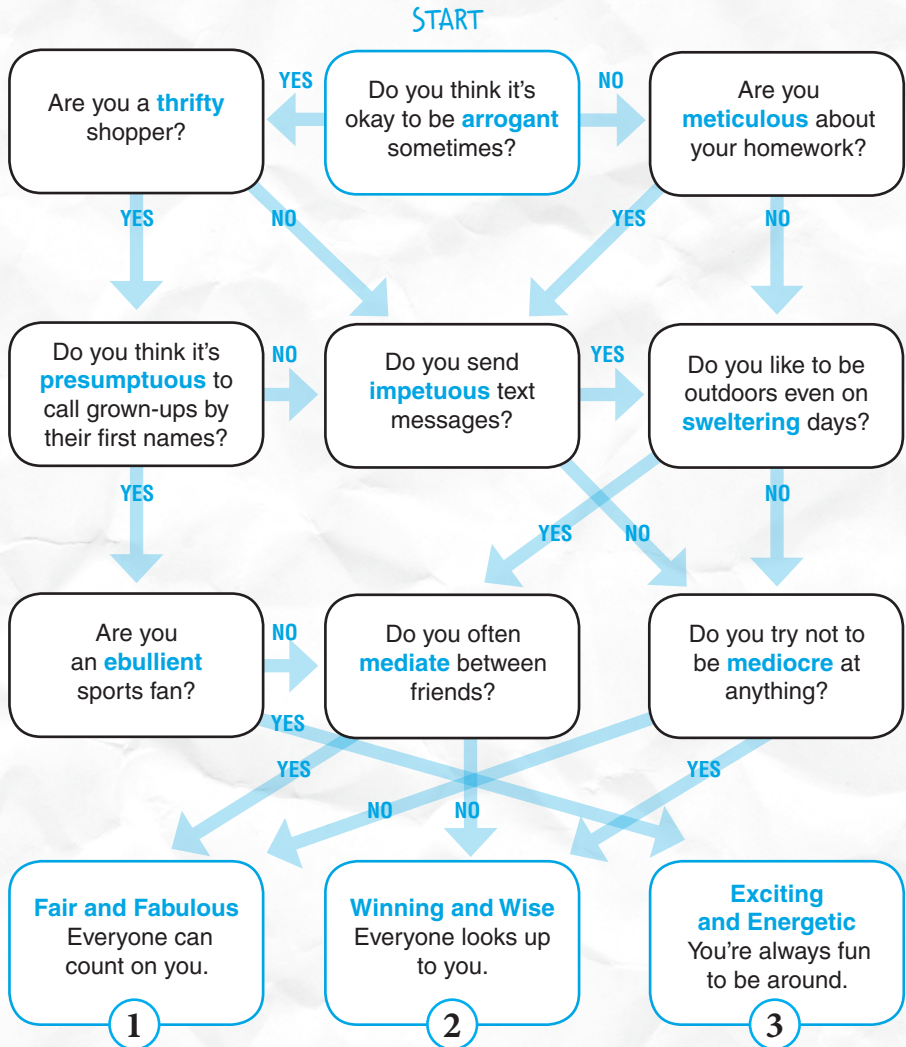 START
Are you a thrifty
shopper?
YES
Do you think it's
okay to be arrogant
sometimes?
NO
Are you
meticulous about
your homework?
YES
NO
YES
NO
Do you think it's
presumptuous to
call grown-ups by
their first names?
NO
Do you send
impetuous text
messages?
YES
Do you like to be
outdoors even on
sweltering days?
YES
YES
NO
NO
Are you
an ebullient
sports fan?
NO
Do you often
mediate between
friends?
Do you try not to
be mediocre at
anything?
YES
YES
NO
NO
YES
Fair and Fabulous
Everyone can
count on you.
1
Winning and Wise
Everyone looks up
to you.
2
Exciting
and Energetic
You're always fun
to be around.
3